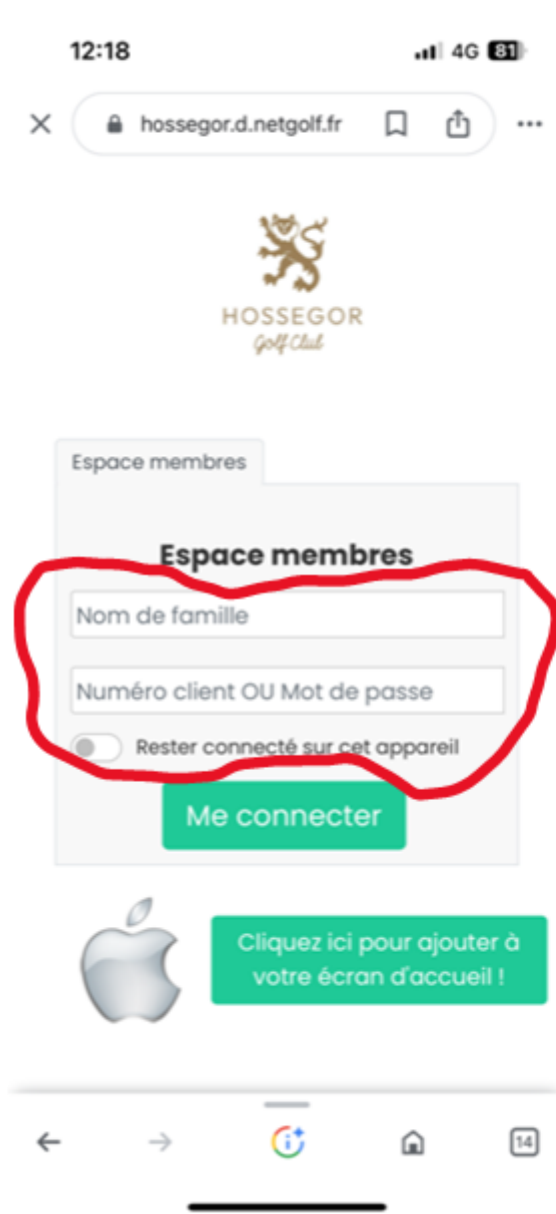 12:18
4G 81
hossegor.d.netgolf.fr
HOSSEGOR
Golf Club
Espace membres
Espace membres
Nom de famille
Numéro client OU Mot de passe
Rester connecté sur cet appareil
Me connecter
Cliquez ici pour ajouter à
votre écran d'accueil !
14